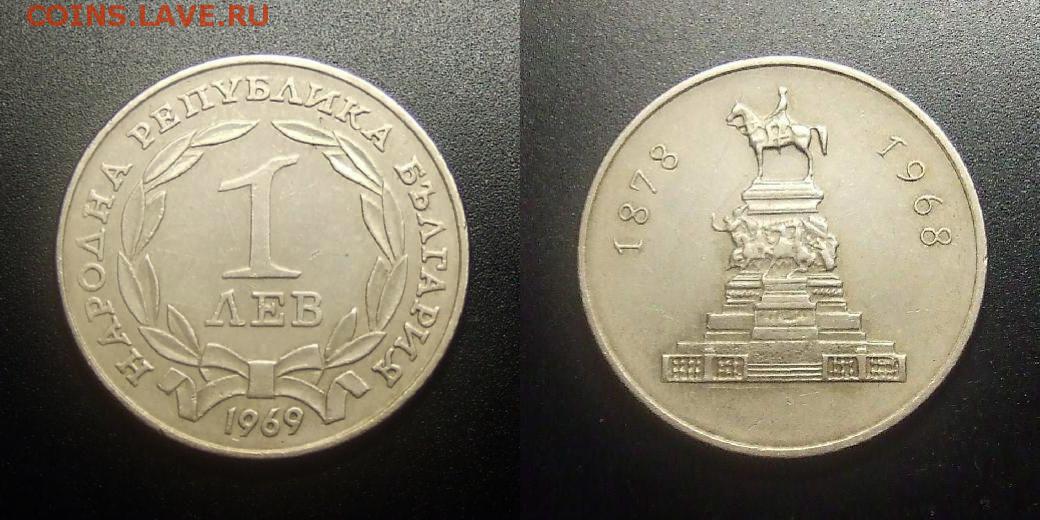 COINS.LAVE.RU
НАРОДНА РЕПУБЛИКА БЪЛГАРИЯ
1
ЛЕВ
1969
1878
1968